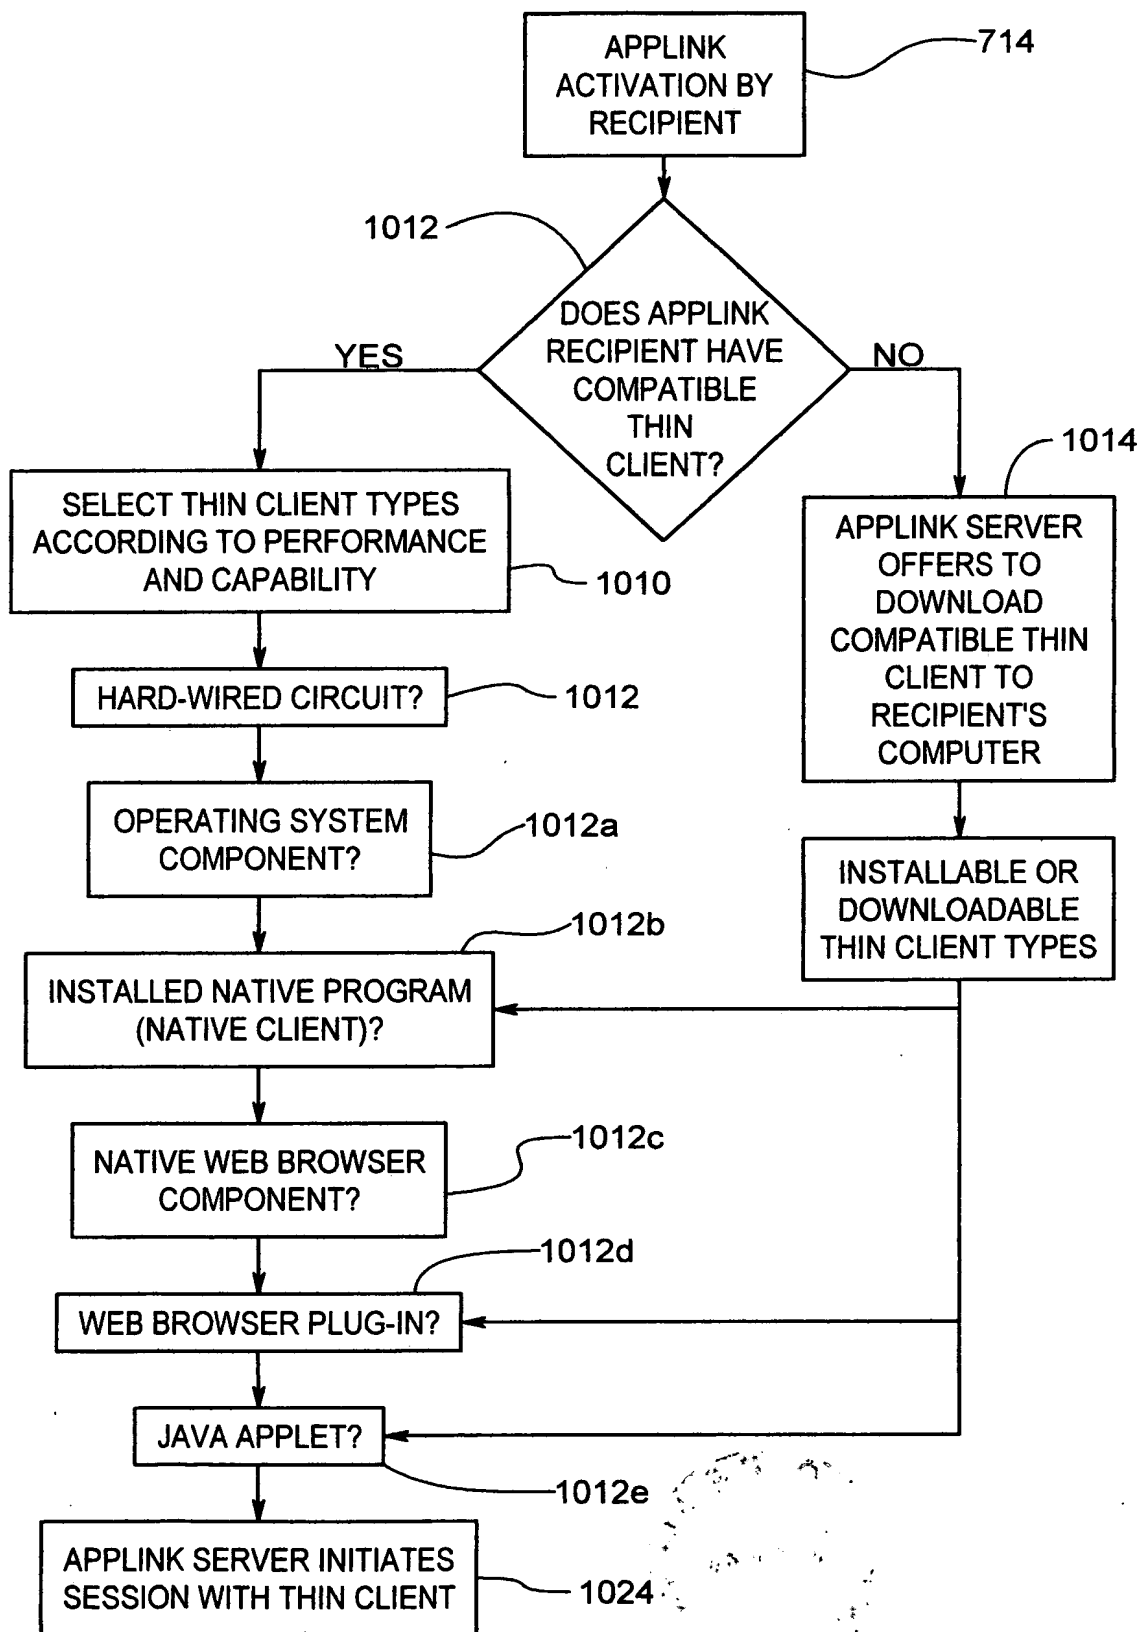 APPLINK
ACTIVATION BY
RECIPIENT
714
1012
DOES APPLINK
RECIPIENT HAVE
COMPATIBLE
THIN
CLIENT?
YES
NO
SELECT THIN CLIENT TYPES
ACCORDING TO PERFORMANCE
AND CAPABILITY
1010
1014
APPLINK SERVER
OFFERS TO
DOWNLOAD
COMPATIBLE THIN
CLIENT TO
RECIPIENT'S
COMPUTER
HARD-WIRED CIRCUIT?
1012
OPERATING SYSTEM
COMPONENT?
1012a
INSTALLABLE OR
DOWNLOADABLE
THIN CLIENT TYPES
1012b
INSTALLED NATIVE PROGRAM
(NATIVE CLIENT)?
NATIVE WEB BROWSER
COMPONENT?
1012c
1012d
WEB BROWSER PLUG-IN?
JAVA APPLET?
1012e
APPLINK SERVER INITIATES
SESSION WITH THIN CLIENT
1024